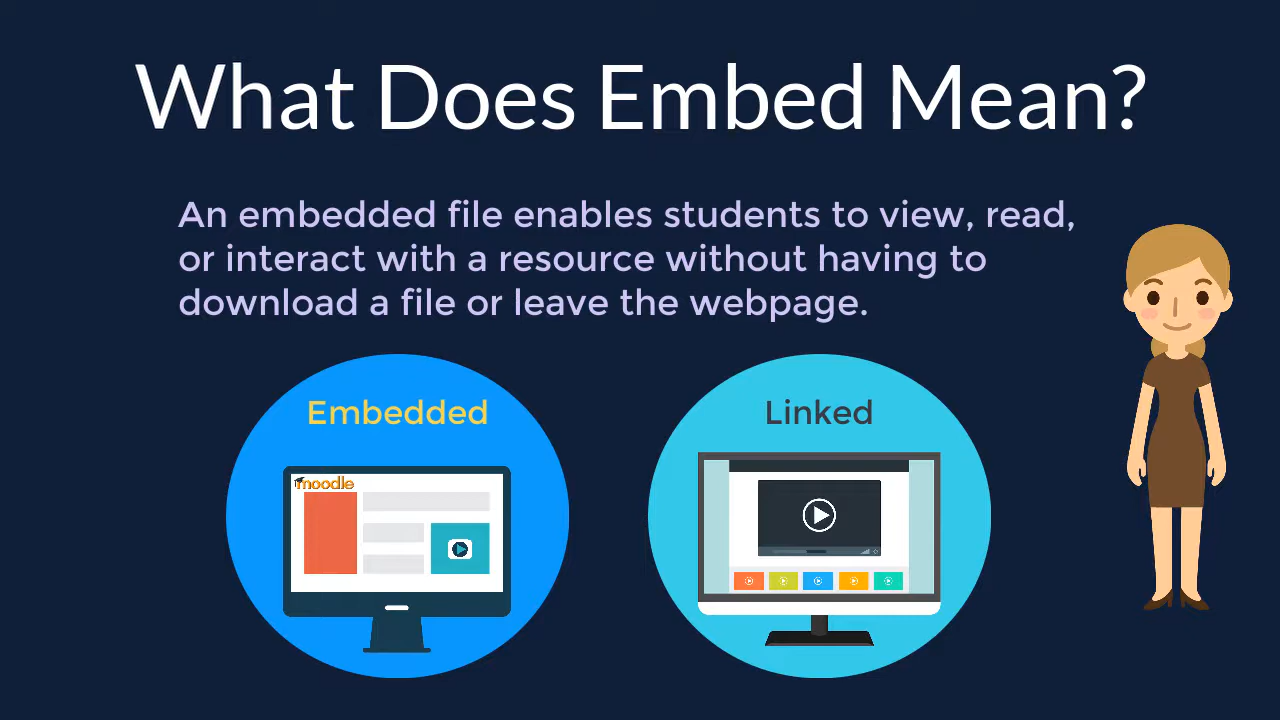 What Does Embed Mean?
An embedded file enables students to view, read,
or interact with a resource without having to
download a file or leave the webpage.
Embedded
Linked
moodle